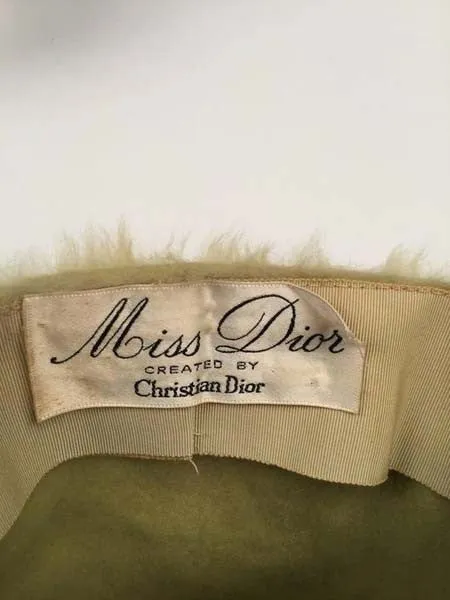 Miss Dior
CREATED BY
Christian Dior